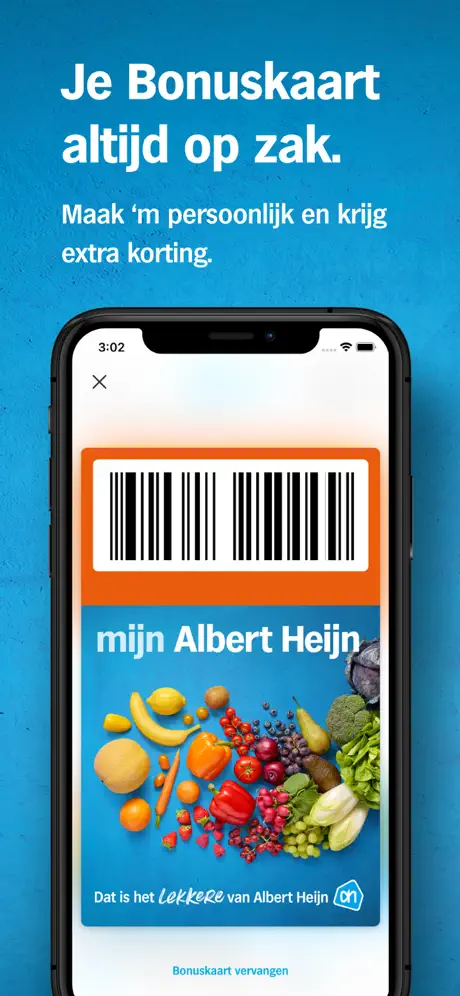 Je Bonuskaart
altijd op zak.
Maak ‘m persoonlijk en krijg
extra korting.
3:02
mijn Albert Heijn
Dat is het lekkere van Albert Heijn ah
Bonuskaart vervangen